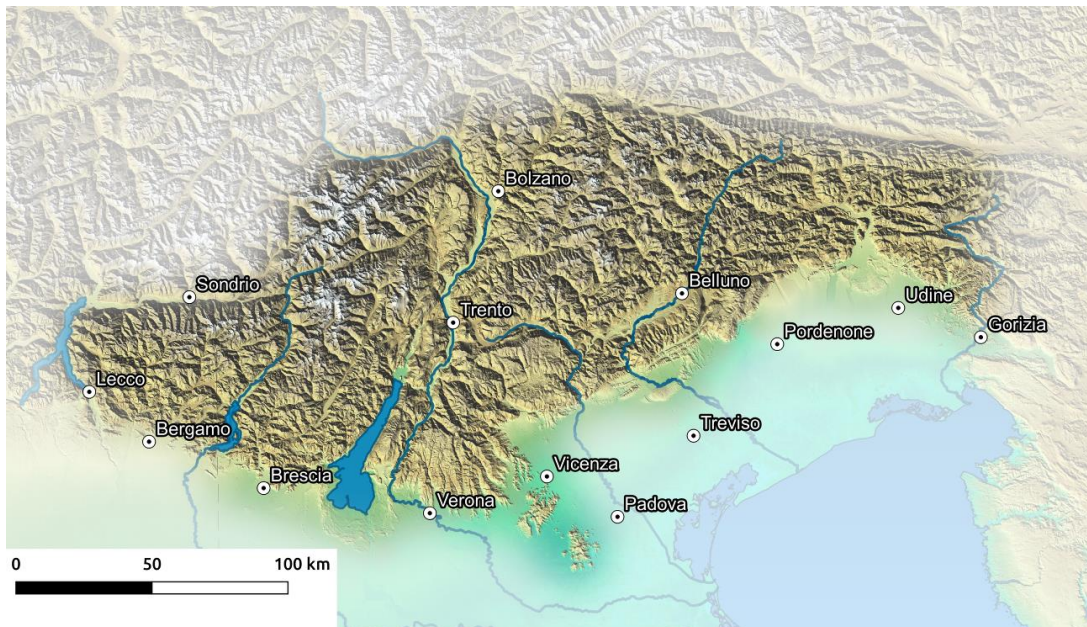 Bolzano
Sondrio
Belluno
Trento
Udine
Pordenone
Gorizia
Lecco
Bergamo
Treviso
Brescia
Vicenza
Verona
Padova
0 50 100 km